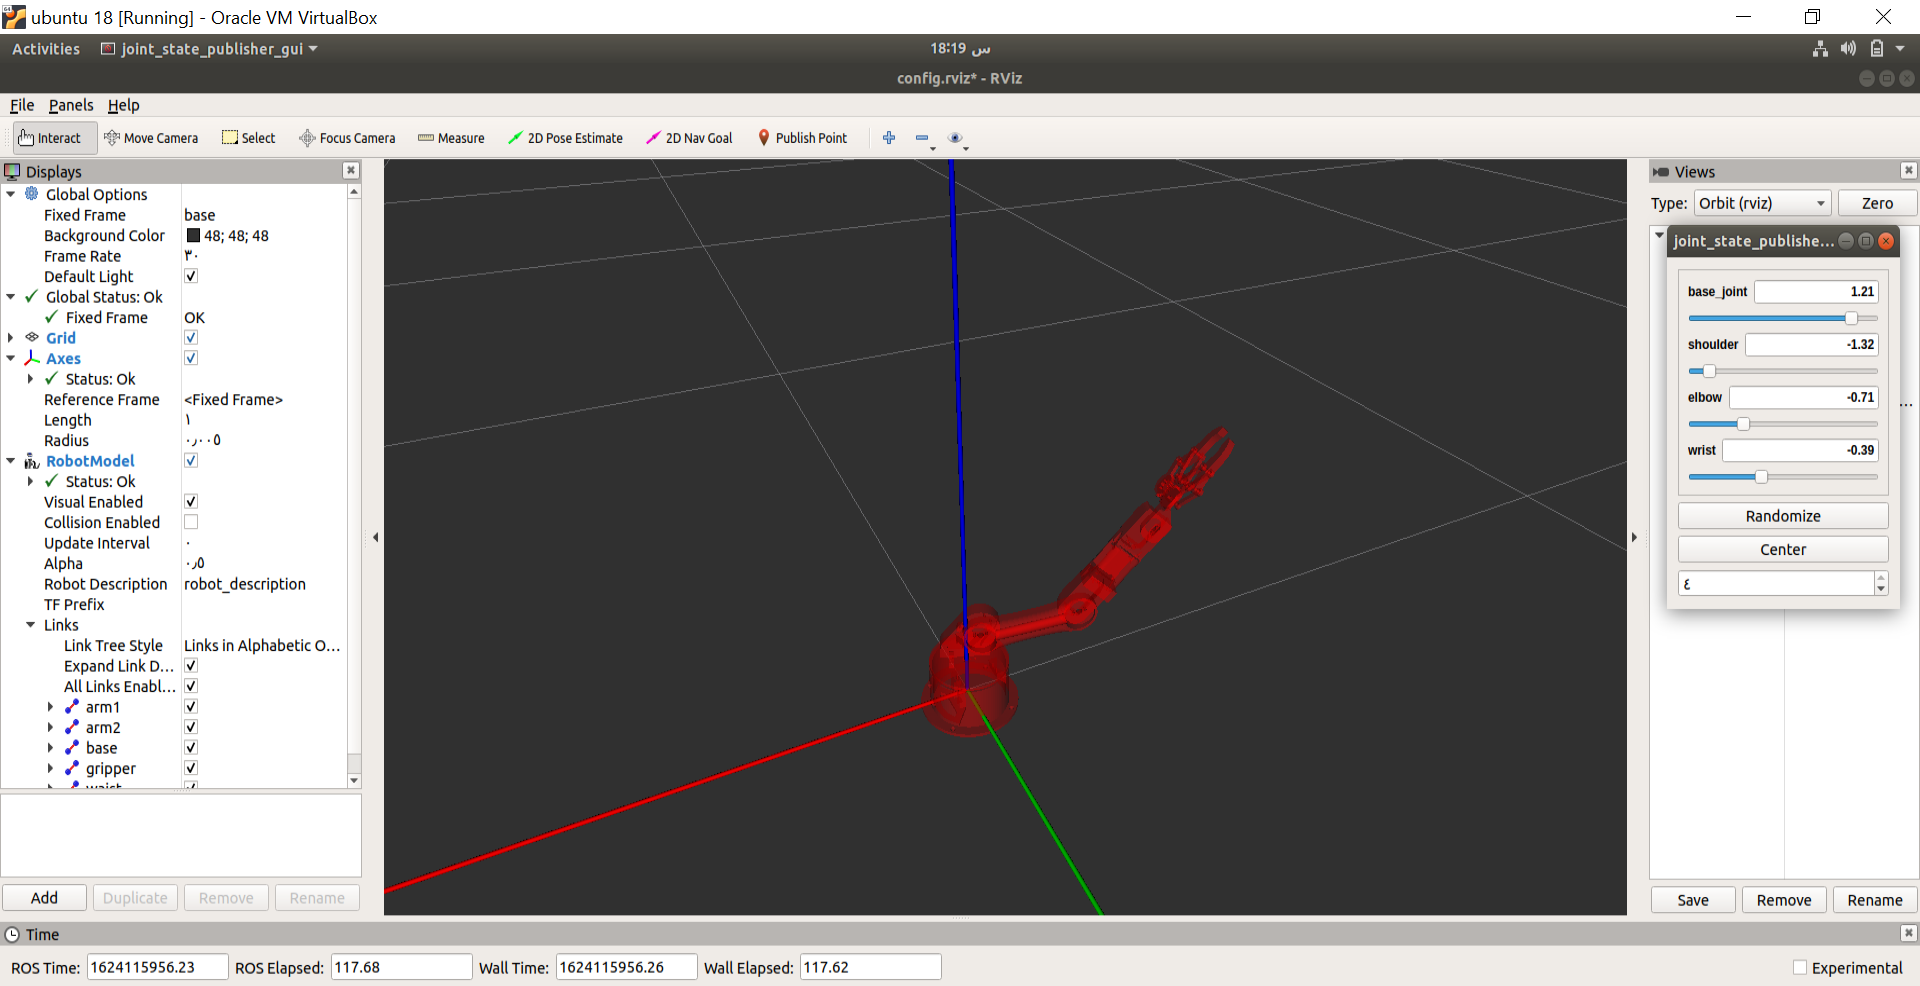 ubuntu 18 [Running] - Oracle VM VirtualBox
Activities joint_state_publisher_gui
س 18:19
config.rviz* - RViz
File Panels Help
Interact Move Camera Select Focus Camera Measure 2D Pose Estimate 2D Nav Goal Publish Point
Displays
Global Options
Fixed Frame base
Background Color 48; 48; 48
Frame Rate ٣٠
Default Light
Global Status: Ok
Fixed Frame OK
Grid
Axes
Status: Ok
Reference Frame <Fixed Frame>
Length ١
Radius ٠٫٠٠٥
RobotModel
Status: Ok
Visual Enabled
Collision Enabled
Update Interval ٠
Alpha ٠٫٥
Robot Description robot_description
TF Prefix
Links
Link Tree Style Links in Alphabetic O...
Expand Link D...
All Links Enabl...
arm1
arm2
base
gripper
Add Duplicate Remove Rename
Views
Type: Orbit (rviz) Zero
joint_state_publishe...
base_joint 1.21
shoulder -1.32
elbow -0.71
wrist -0.39
Randomize
Center
٤
...
Save Remove Rename
Time
ROS Time: 1624115956.23 ROS Elapsed: 117.68 Wall Time: 1624115956.26 Wall Elapsed: 117.62 Experimental